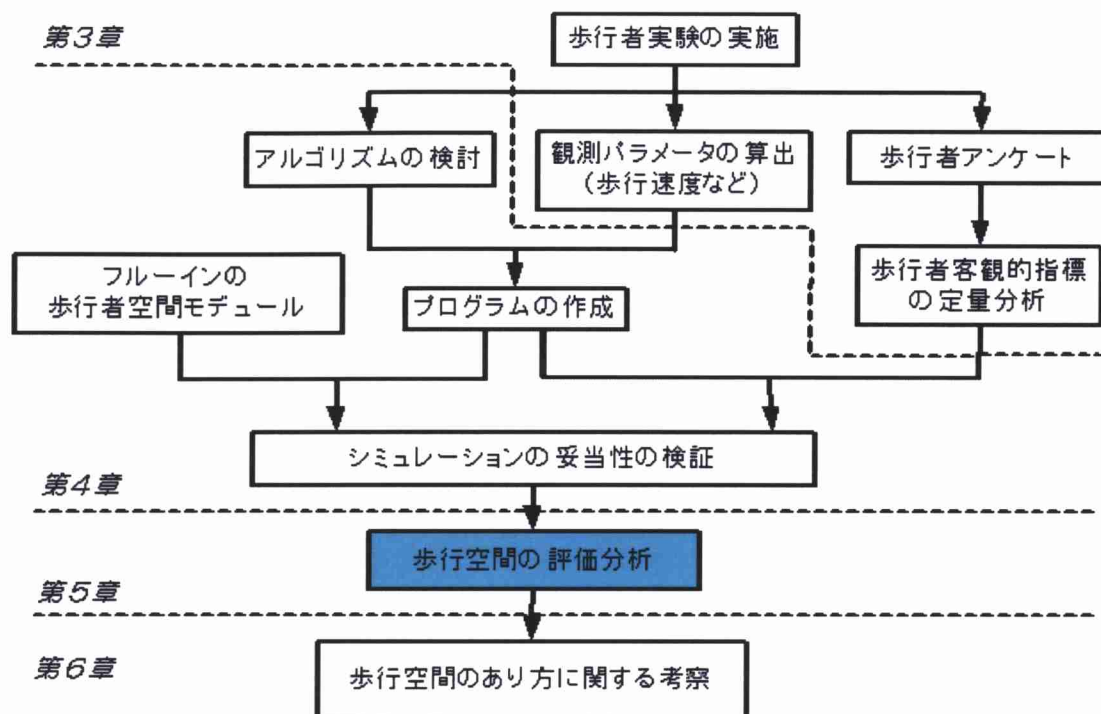 第3章
歩行者実験の実施
アルゴリズムの検討
観測パラメータの算出
（歩行速度など）
歩行者アンケート
フルーインの
歩行者空間モデュール
プログラムの作成
歩行者客観的指標
の定量分析
シミュレーションの妥当性の検証
第4章
歩行空間の評価分析
第5章
第6章
歩行空間のあり方に関する考察